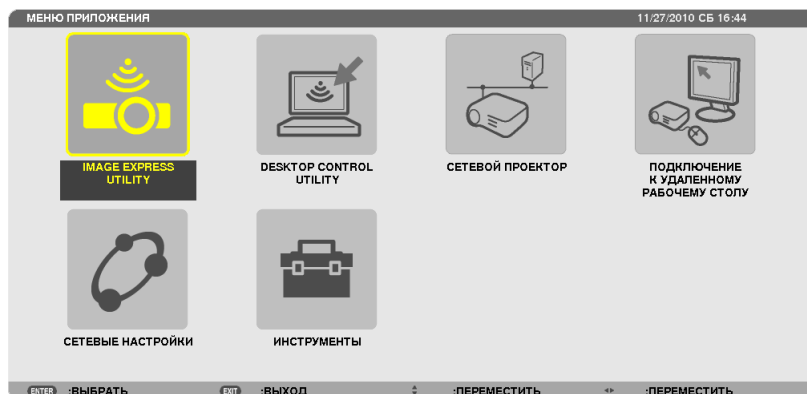 МЕНЮ ПРИЛОЖЕНИЯ 11/27/2010 СБ 16:44
IMAGE EXPRESS
UTILITY
DESKTOP CONTROL
UTILITY
СЕТЕВОЙ ПРОЕКТОР
ПОДКЛЮЧЕНИЕ
К УДАЛЕННОМУ
РАБОЧЕМУ СТОЛУ
СЕТЕВЫЕ НАСТРОЙКИ
ИНСТРУМЕНТЫ
ENTER :ВЫБРАТЬ EXIT :ВЫХОД :ПЕРЕМЕСТИТЬ :ПЕРЕМЕСТИТЬ